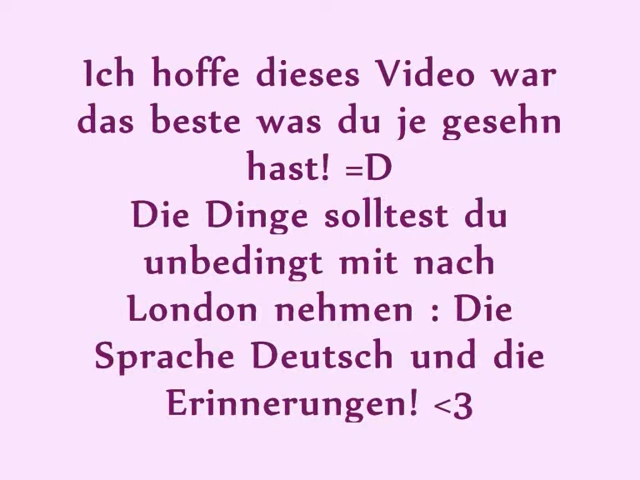 Ich hoffe dieses Video war
das beste was du je gesehn
hast! =D
Die Dinge solltest du
unbedingt mit nach
London nehmen : Die
Sprache Deutsch und die
Erinnerungen! <3